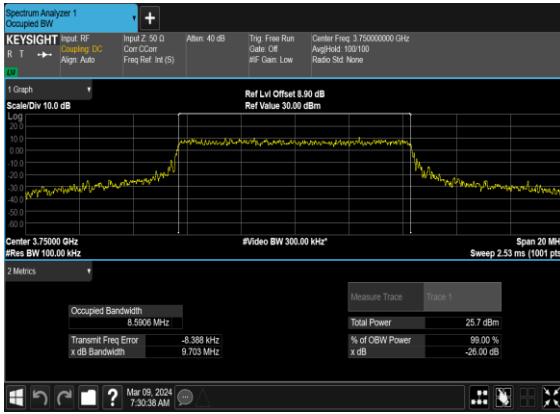 Spectrum Analyzer 1
Occupied BW
KEYSIGHT Input: RF Input Z: 50 Ω Atten: 40 dB Trig: Free Run Center Freq: 3.750000000 GHz
R T Coupling: DC Corr CCorr Gate: Off Avg|Hold: 100/100
Align: Auto Freq Ref: Int (S) #IF Gain: Low Radio Std: None
1 Graph
Ref Lvl Offset 8.90 dB
Scale/Div 10.0 dB Ref Value 30.00 dBm
Log
20.0
10.0
0.00
-10.0
-20.0
-30.0
-40.0
-50.0
-60.0
Center 3.75000 GHz #Video BW 300.00 kHz* Span 20 MH
#Res BW 100.00 kHz Sweep 2.53 ms (1001 pts
2 Metrics
Measure Trace Trace 1
Occupied Bandwidth
8.5906 MHz Total Power 25.7 dBm
Transmit Freq Error -8.388 kHz % of OBW Power 99.00 %
x dB Bandwidth 9.703 MHz x dB -26.00 dB
Mar 09, 2024
7:30:38 AM